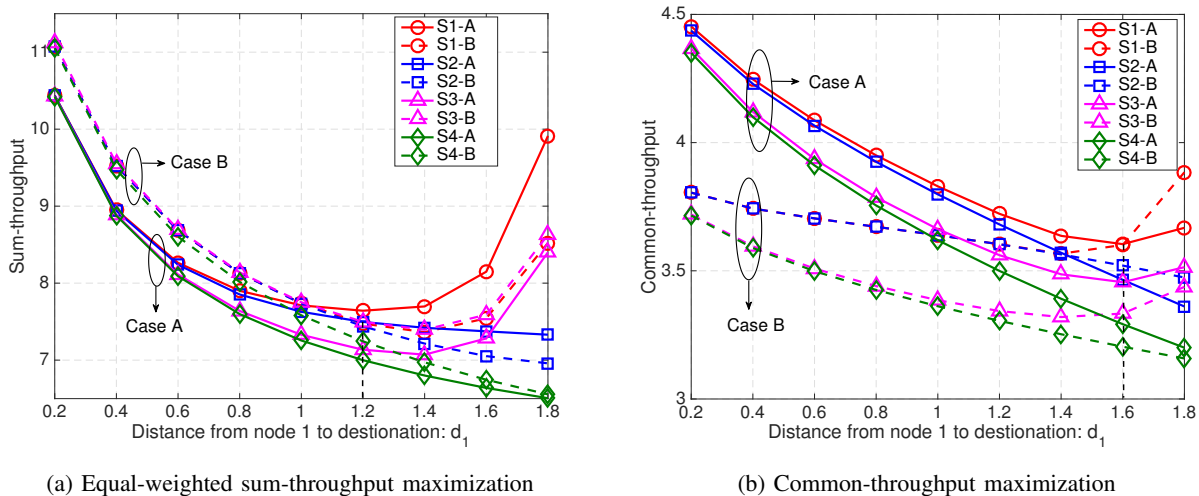 11
10
9
8
7
Sum-throughput
0.2 0.4 0.6 0.8 1.0 1.2 1.4 1.6 1.8
Distance from node 1 to destionation: d_1
S1-A
S1-B
S2-A
S2-B
S3-A
S3-B
S4-A
S4-B
Case B
Case A
(a) Equal-weighted sum-throughput maximization
4.5
4
3.5
3
Common-throughput
0.2 0.4 0.6 0.8 1 1.2 1.4 1.6 1.8
Distance from node 1 to destionation: d_1
S1-A
S1-B
S2-A
S2-B
S3-A
S3-B
S4-A
S4-B
Case A
Case B
(b) Common-throughput maximization